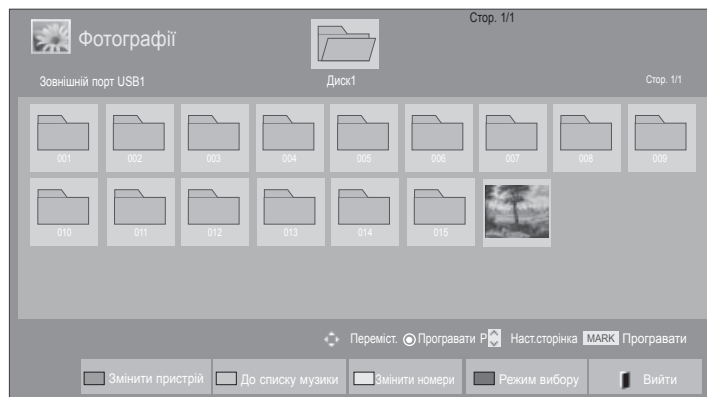 Стор. 1/1
Фотографії
Зовнішній порт USB1 Диск1 Стор. 1/1
001 002 003 004 005 006 007 008 009
010 011 012 013 014 015
Переміст. Програвати P Наст.сторінка MARK Програвати
Змінити пристрій До списку музики Змінити номери Режим вибору Вийти